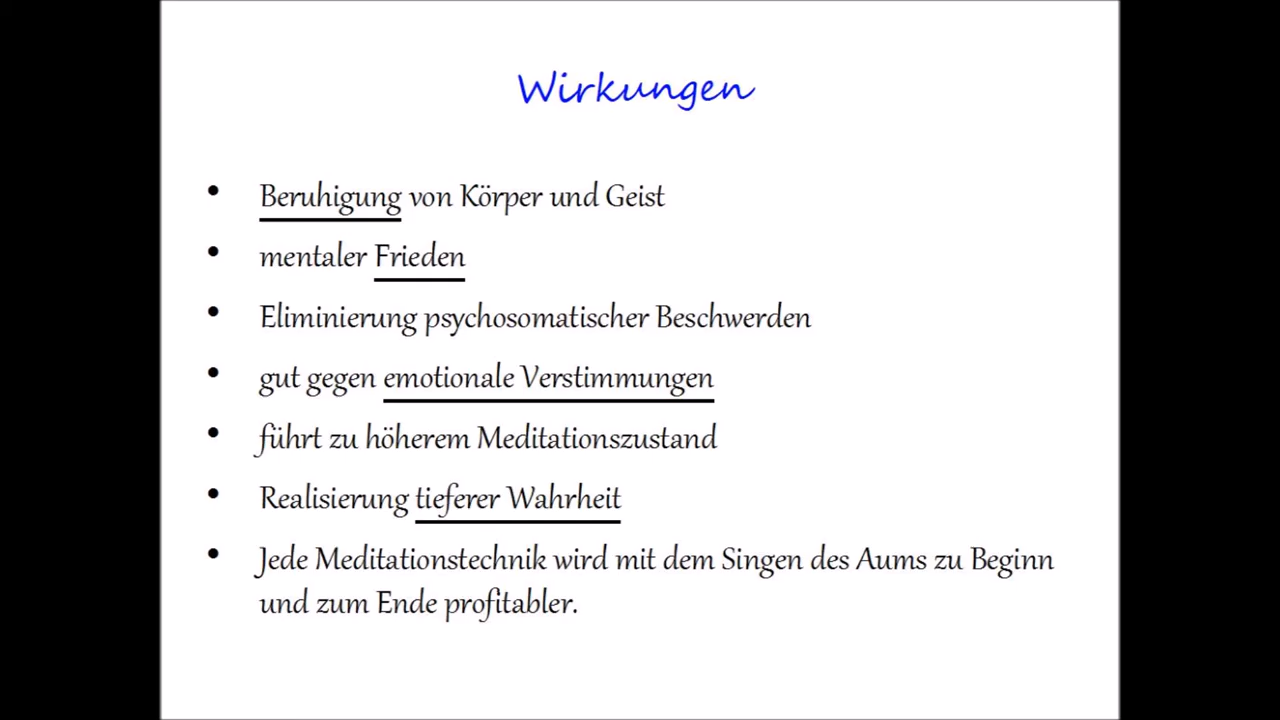 Wirkungen
• Beruhigung von Körper und Geist
• mentaler Frieden
• Eliminierung psychosomatischer Beschwerden
• gut gegen emotionale Verstimmungen
• führt zu höherem Meditationszustand
• Realisierung tieferer Wahrheit
• Jede Meditationstechnik wird mit dem Singen des Aums zu Beginn
und zum Ende profitabler.